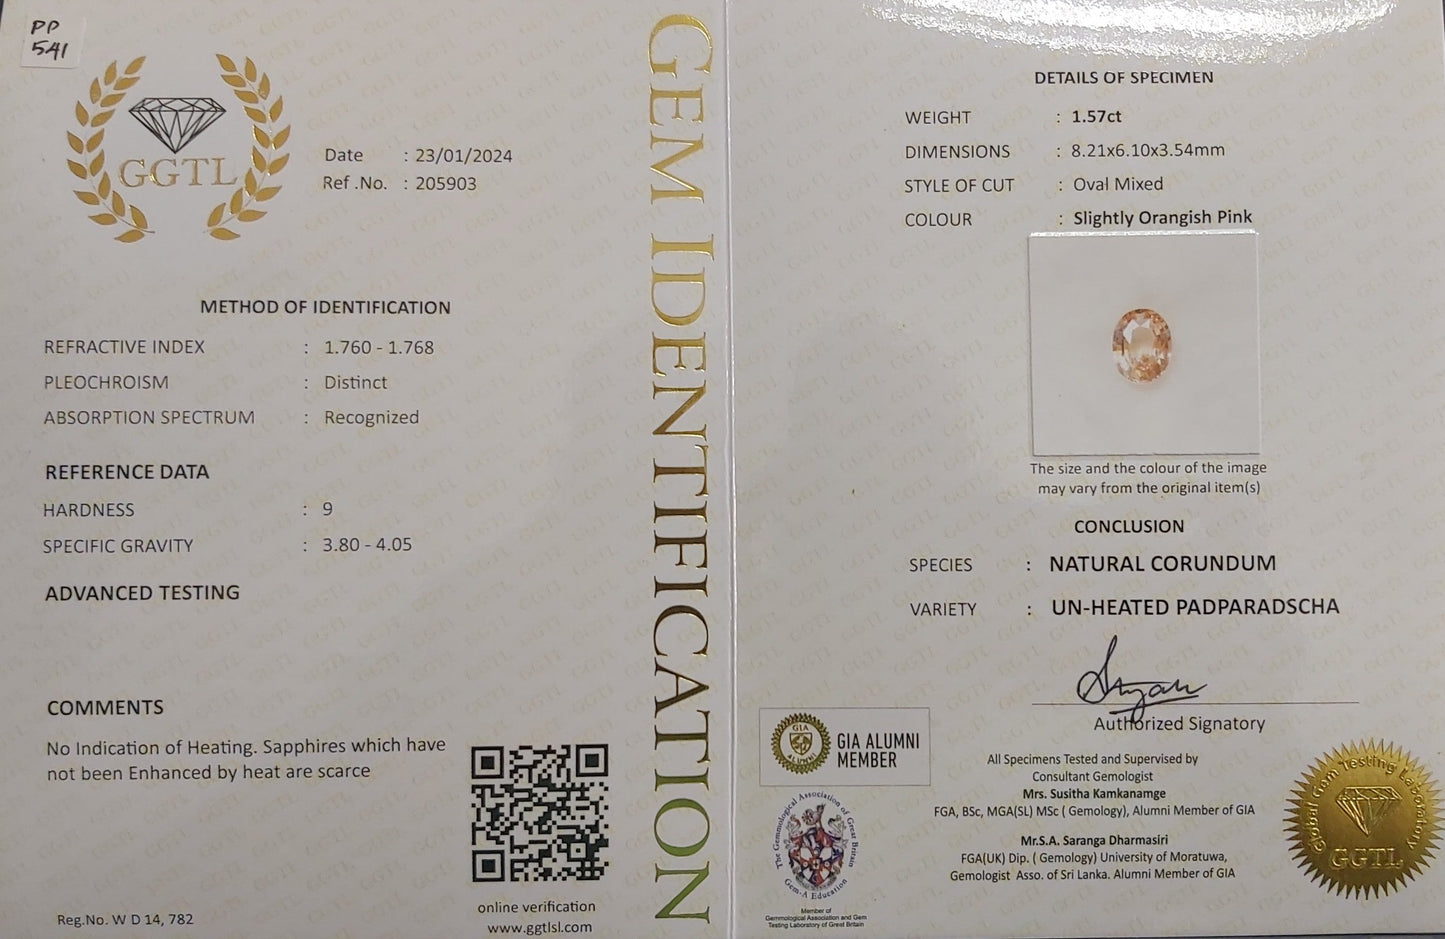 PP
541
GGTL
Date : 23/01/2024
Ref .No. : 205903
METHOD OF IDENTIFICATION
REFRACTIVE INDEX : 1.760 - 1.768
PLEOCHROISM : Distinct
ABSORPTION SPECTRUM : Recognized
REFERENCE DATA
HARDNESS : 9
SPECIFIC GRAVITY : 3.80 - 4.05
ADVANCED TESTING
COMMENTS
No Indication of Heating. Sapphires which have
not been Enhanced by heat are scarce
online verification
www.ggtlsl.com
Reg.No. W D 14, 782
GEM IDENTIFICATION
DETAILS OF SPECIMEN
WEIGHT : 1.57ct
DIMENSIONS : 8.21x6.10x3.54mm
STYLE OF CUT : Oval Mixed
COLOUR : Slightly Orangish Pink
The size and the colour of the image
may vary from the original item(s)
CONCLUSION
SPECIES : NATURAL CORUNDUM
VARIETY : UN-HEATED PADPARADSCHA
Authorized Signatory
GIA
ALUMNI
GIA ALUMNI
MEMBER
The Gemmological Association of Great Britain
Gem-A Education
Member of
Gemmological Association and Gem
Testing Laboratory of Great Britain
All Specimens Tested and Supervised by
Consultant Gemologist
Mrs. Susitha Kamkanamge
FGA, BSc, MGA(SL) MSc ( Gemology), Alumni Member of GIA
Mr.S.A. Saranga Dharmasiri
FGA(UK) Dip. ( Gemology) University of Moratuwa,
Gemologist Asso. of Sri Lanka. Alumni Member of GIA
Global Gem Testing Laboratory
GGTL